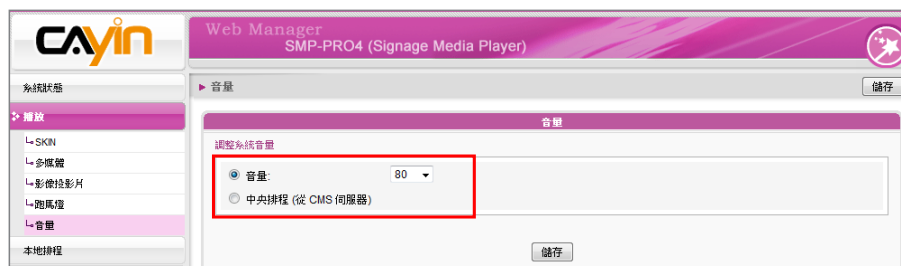 CAYIN
Web Manager
SMP-PRO4 (Signage Media Player)
系統狀態
播放
SKIN
多媒體
影像投影片
跑馬燈
音量
本地排程
音量
儲存
音量
調整系統音量
音量: 80
中央排程 (從 CMS 伺服器)
儲存